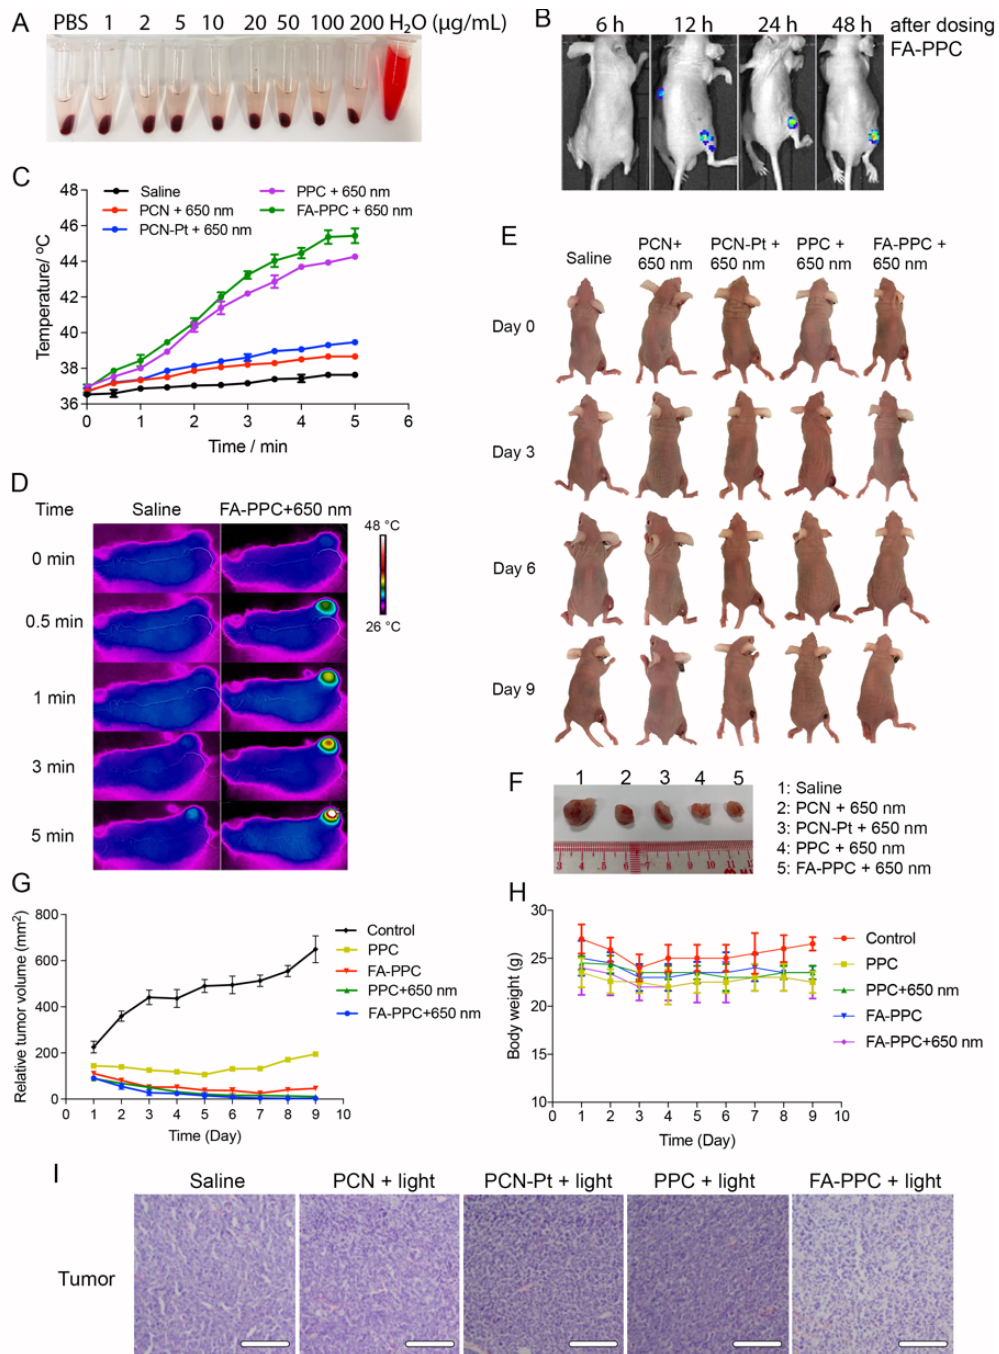 A
PBS 1 2 5 10 20 50 100 200 H₂O (µg/mL)
B
6 h 12 h 24 h 48 h after dosing
FA-PPC
C
Saline
PCN + 650 nm
PCN-Pt + 650 nm
PPC + 650 nm
FA-PPC + 650 nm
Temperature/ °C
48
46
44
42
40
38
36
0 1 2 3 4 5 6
Time / min
D
Time Saline FA-PPC+650 nm
0 min
0.5 min
1 min
3 min
5 min
48 °C
26 °C
E
Saline
PCN+
650 nm
PCN-Pt +
650 nm
PPC +
650 nm
FA-PPC +
650 nm
Day 0
Day 3
Day 6
Day 9
F
1 2 3 4 5
1: Saline
2: PCN + 650 nm
3: PCN-Pt + 650 nm
4: PPC + 650 nm
5: FA-PPC + 650 nm
G
Relative tumor volume (mm²)
800
600
400
200
0
0 1 2 3 4 5 6 7 8 9 10
Time (Day)
Control
PPC
FA-PPC
PPC+650 nm
FA-PPC+650 nm
H
Body weight (g)
30
25
20
15
10
0 1 2 3 4 5 6 7 8 9 10
Time (Day)
Control
PPC
PPC+650 nm
FA-PPC
FA-PPC+650 nm
I
Saline PCN + light PCN-Pt + light PPC + light FA-PPC + light
Tumor